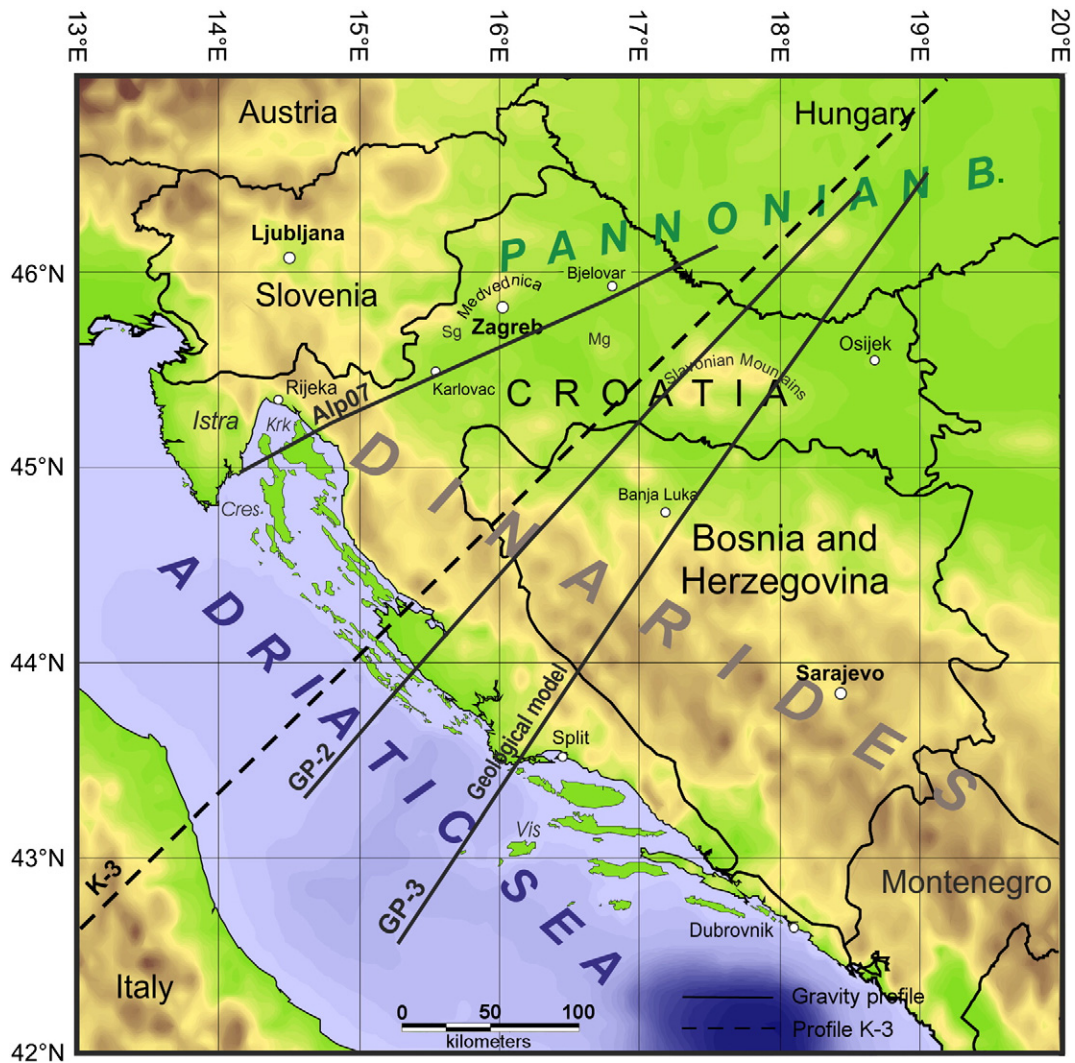 13°E
14°E
15°E
16°E
17°E
18°E
19°E
20°E
Austria
Hungary
PANNONIAN B.
Ljubljana
46°N
Slovenia
Medvednica
Bjelovar
Sg
Zagreb
Mg
Osijek
Slavonian Mountains
Karlovac
Rijeka
CROATIA
Alp07
Istra
Krk
45°N
DINARIDES
Cres
Banja Luka
Bosnia and
Herzegovina
ADRIATIC SEA
44°N
Sarajevo
Geological model
Split
GP-2
Vis
43°N
K-3
GP-3
Montenegro
Dubrovnik
Italy
0 50 100
kilometers
Gravity profile
Profile K-3
42°N